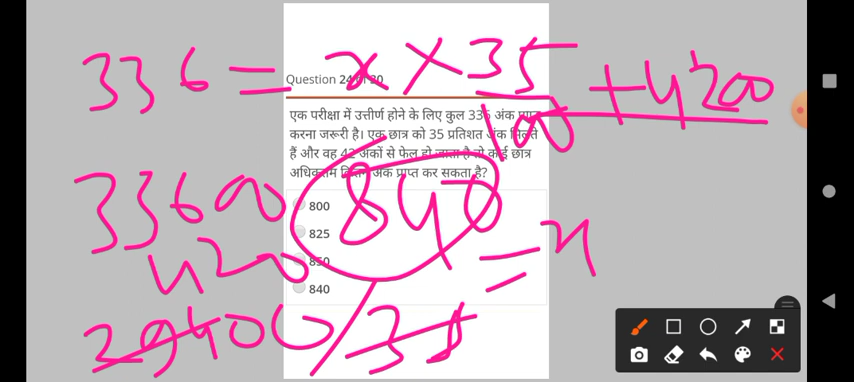 336 = x × 35/100 + 4200
Question 24 of 30
एक परीक्षा में उत्तीर्ण होने के लिए कुल 336 अंक प्राप्त
करना जरूरी है। एक छात्र को 35 प्रतिशत अंक मिलते
हैं और वह 42 अकों से फेल हो जाता है तो कोई छात्र
अधिकतम कितने अंक प्राप्त कर सकता है?
33600
800
825
840 = x
4200
850
840
29400/35